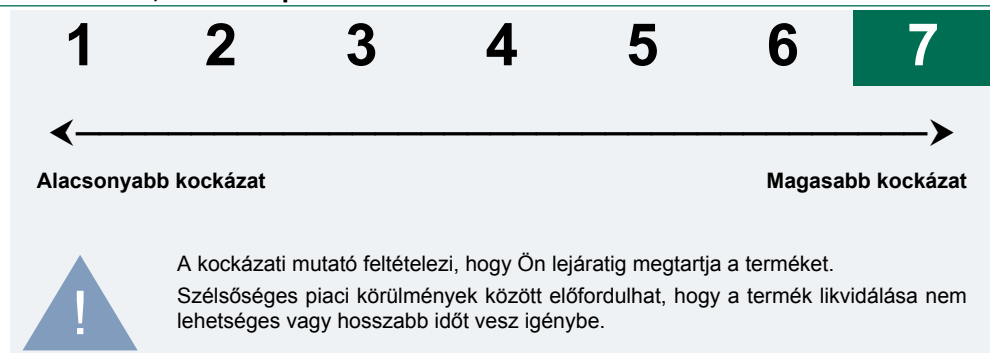 1 2 3 4 5 6 7
Alacsonyabb kockázat Magasabb kockázat
A kockázati mutató feltételezi, hogy Ön lejáratig megtartja a terméket.
Szélsőséges piaci körülmények között előfordulhat, hogy a termék likvidálása nem
lehetséges vagy hosszabb időt vesz igénybe.
!